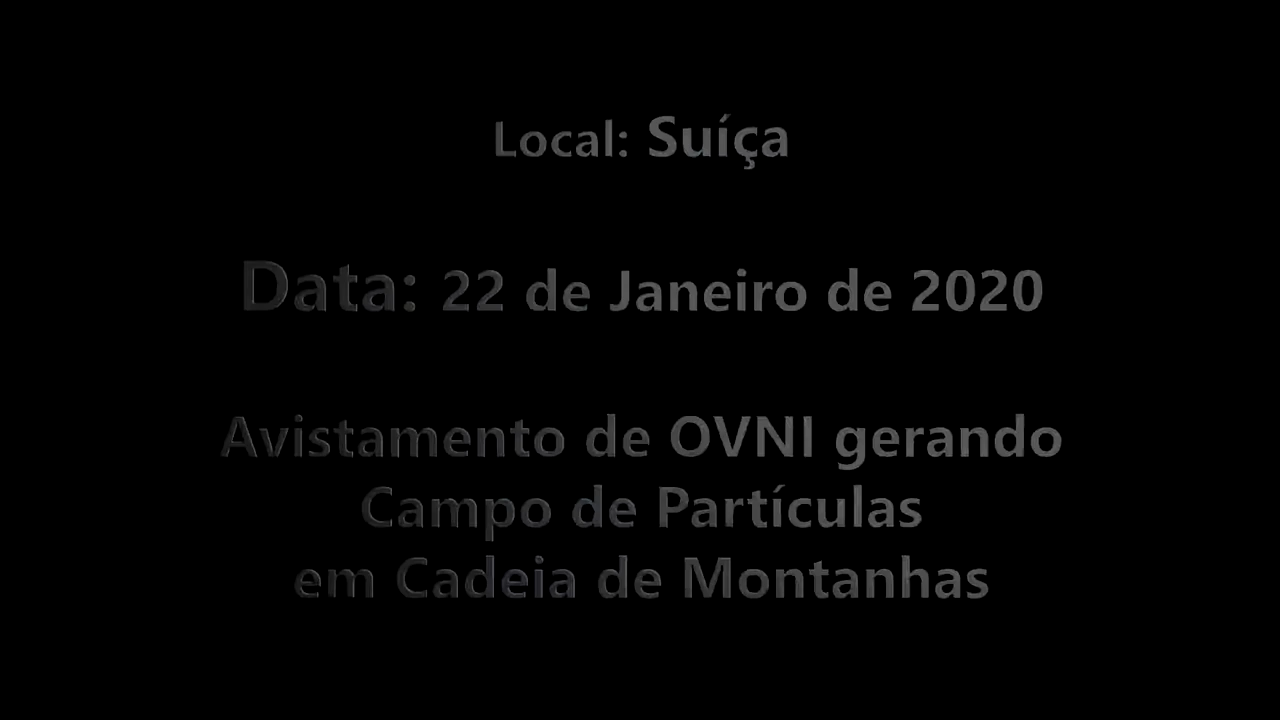 Local: Suíça
Data: 22 de Janeiro de 2020
Avistamento de OVNI gerando
Campo de Partículas
em Cadeia de Montanhas